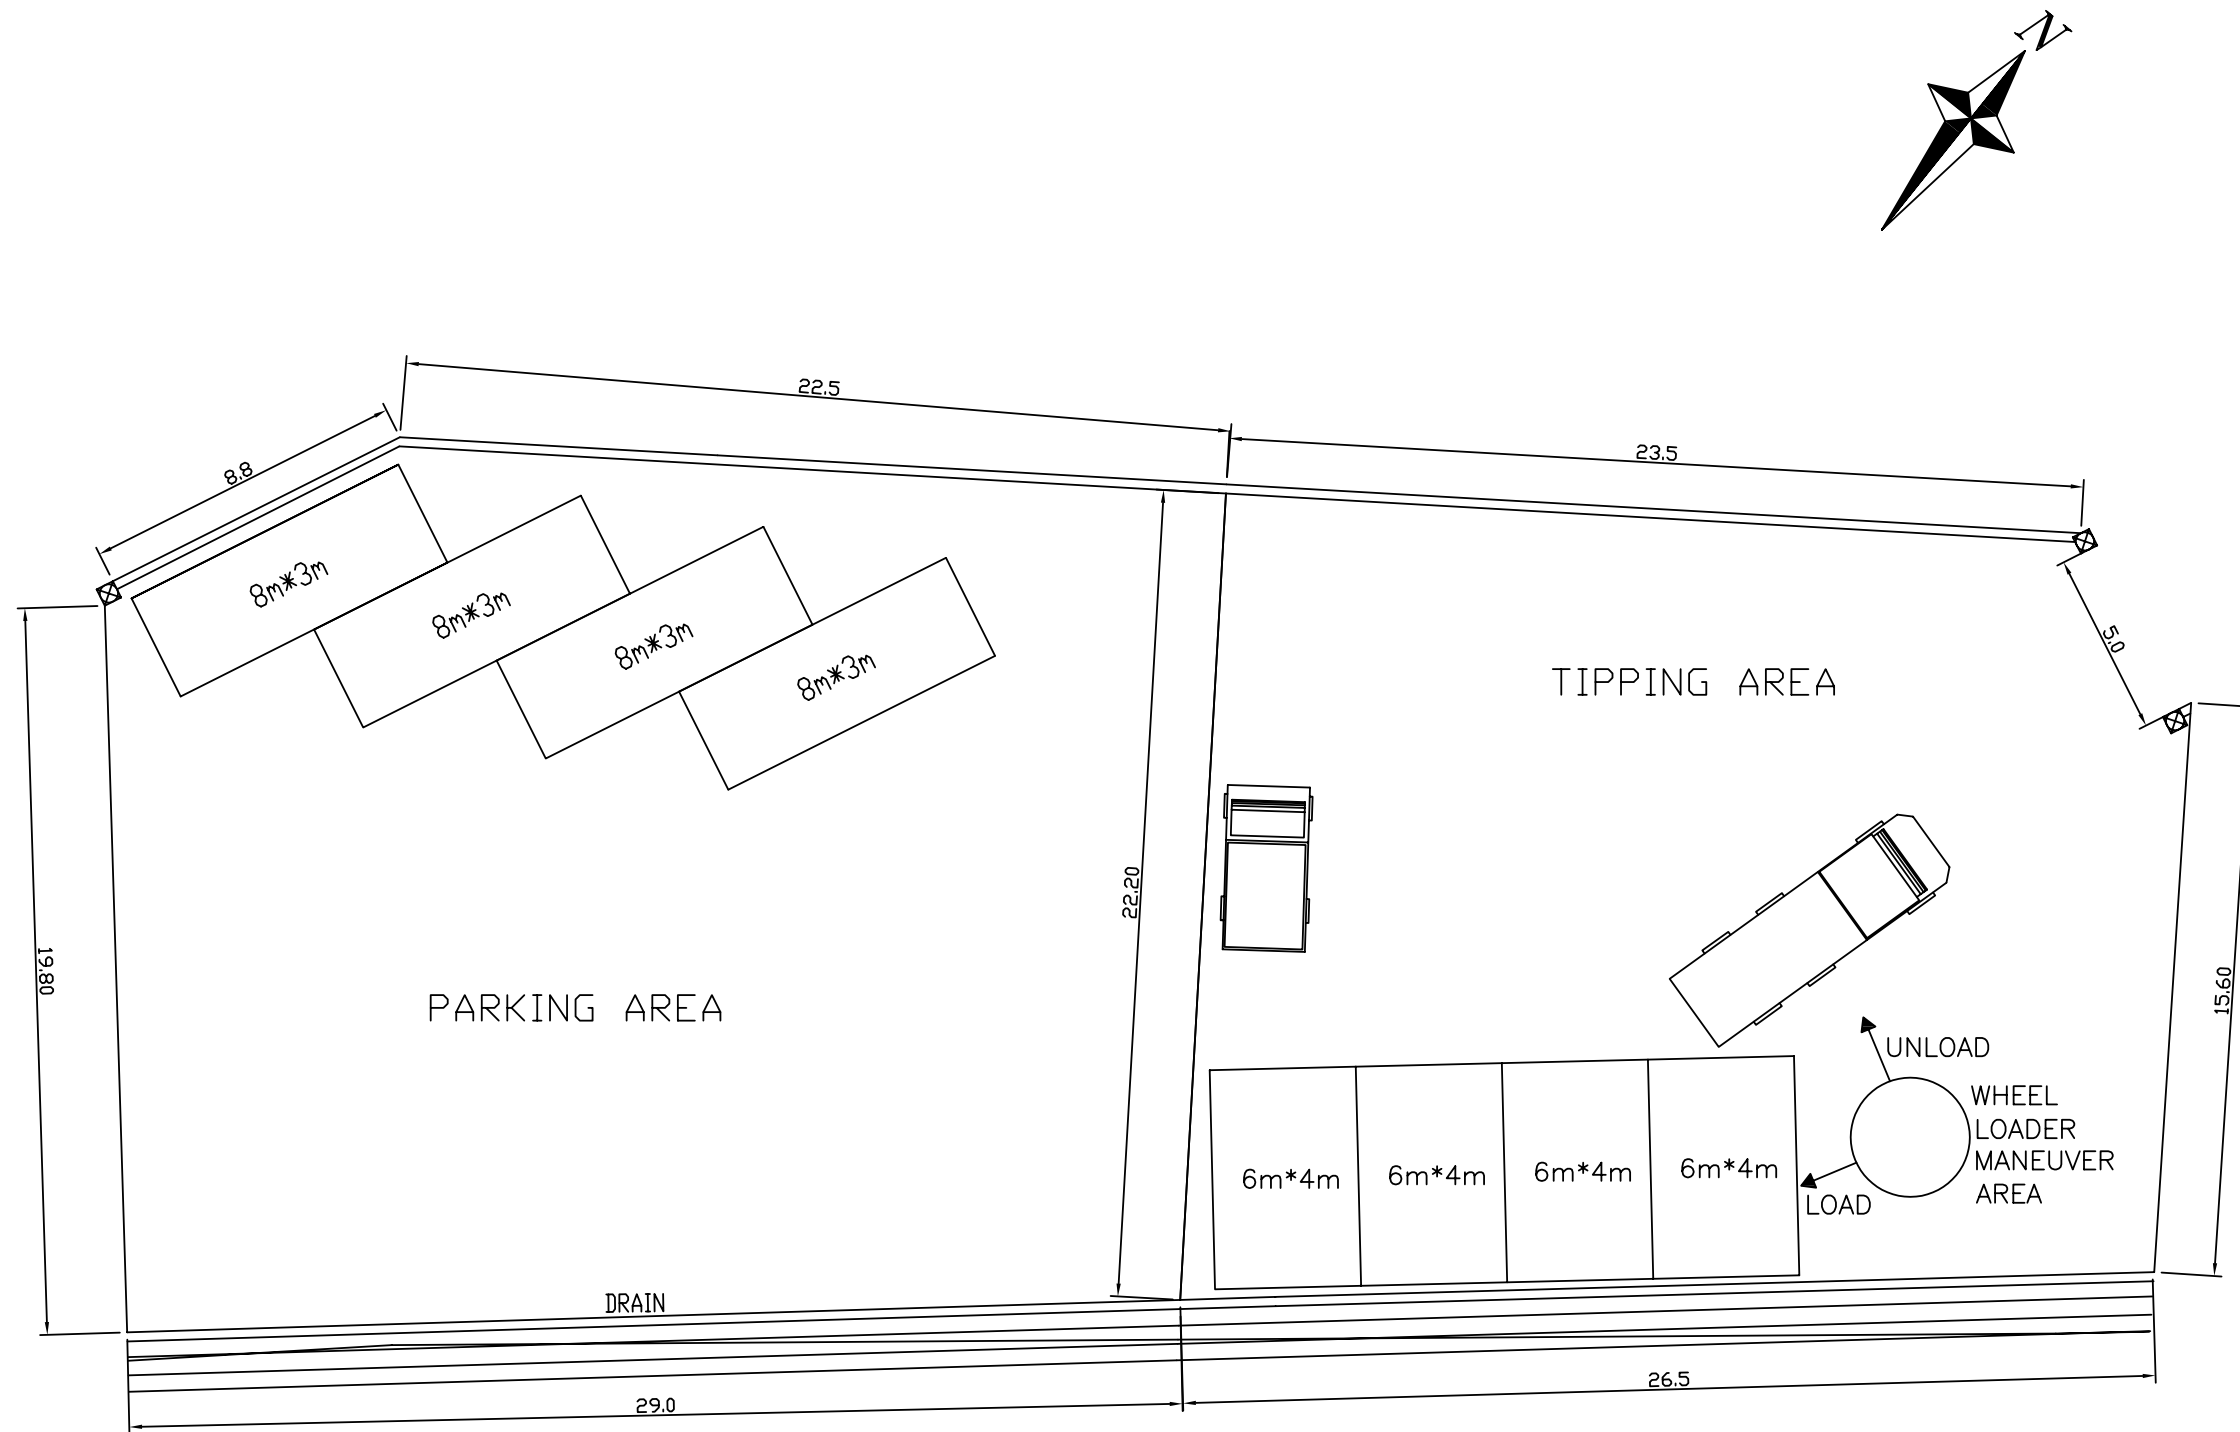 N
22.5
23.5
8.8
8m*3m
8m*3m
8m*3m
8m*3m
5.0
TIPPING AREA
22.20
19.80
15.60
PARKING AREA
UNLOAD
WHEEL
LOADER
MANEUVER
AREA
LOAD
6m*4m
6m*4m
6m*4m
6m*4m
DRAIN
29.0
26.5